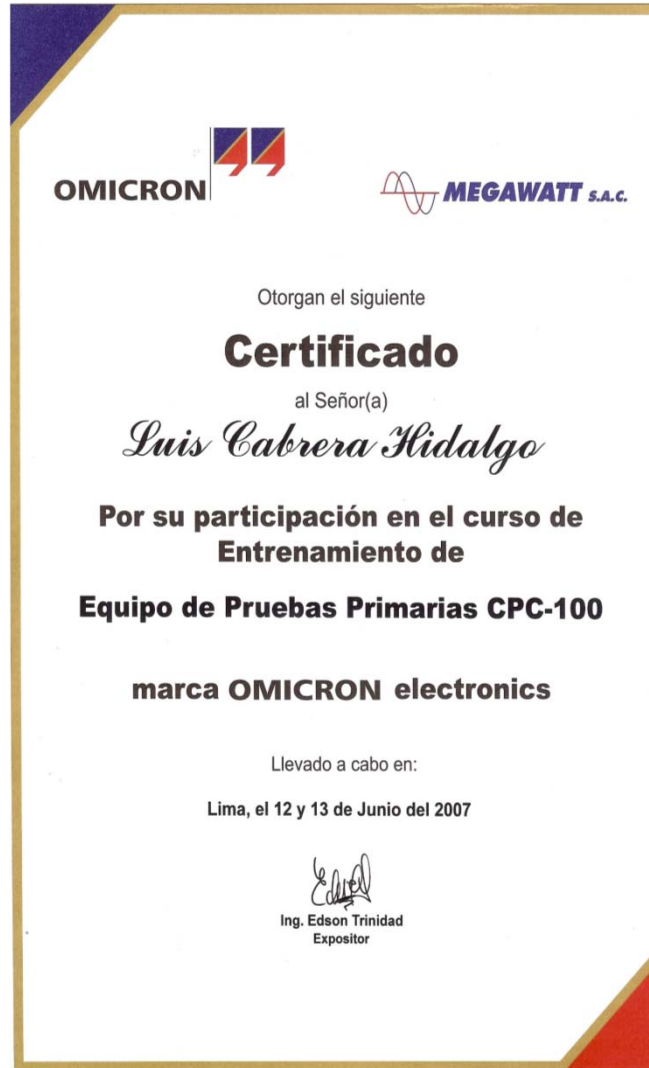 OMICRON
MEGAWATT S.A.C.
Otorgan el siguiente
Certificado
al Señor(a)
Luis Cabrera Hidalgo
Por su participación en el curso de
Entrenamiento de
Equipo de Pruebas Primarias CPC-100
marca OMICRON electronics
Llevado a cabo en:
Lima, el 12 y 13 de Junio del 2007
Ing. Edson Trinidad
Expositor